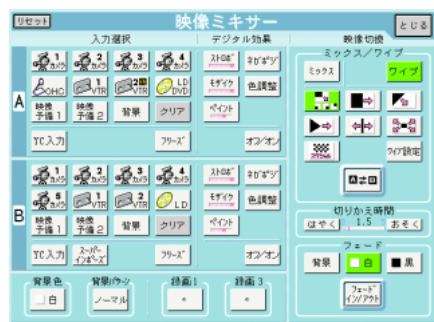 リセット 映像ミキサー とじる
入力選択 デジタル効果 映像切換
A
1 カメラ 2 カメラ 3 カメラ 4 カメラ ストロボ ネガポジ
OHC 1 VTR 2 VTR LD DVD モザイク 色調整
映像予備1 映像予備2 背景 クリア ペイント
YC入力 フリーズ オフ/オン
B
1 カメラ 2 カメラ 3 カメラ 4 カメラ ストロボ ネガポジ
カメラ VTR 2 VTR LD モザイク 色調整
映像予備1 映像予備2 背景 クリア ペイント
YC入力 スーパーインポーズ フリーズ オフ/オン
背景色 背景パターン 録画1 録画3
白 ノーマル
ミックス/ワイプ
ミックス ワイプ
ワイプ設定
A⇄B
切りかえ時間
はやく 1.5 おそく
フェード
背景 白 黒
フェードイン/アウト